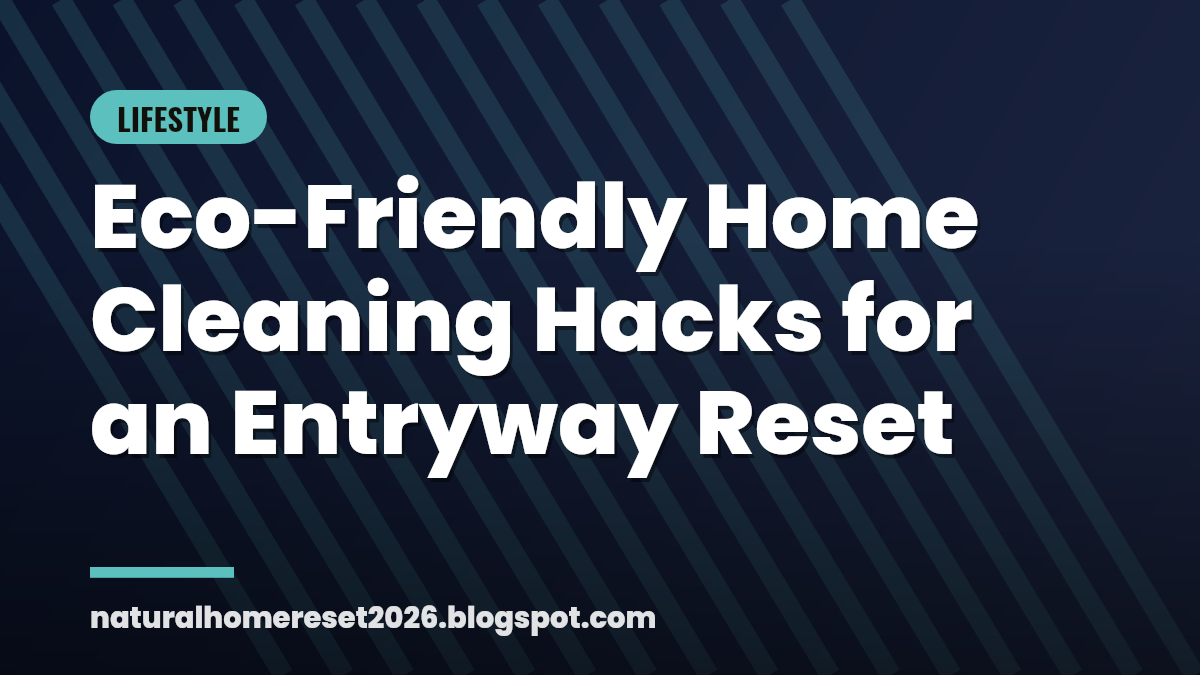 LIFESTYLE
Eco-Friendly Home
Cleaning Hacks for
an Entryway Reset
naturalhomereset2026.blogspot.com